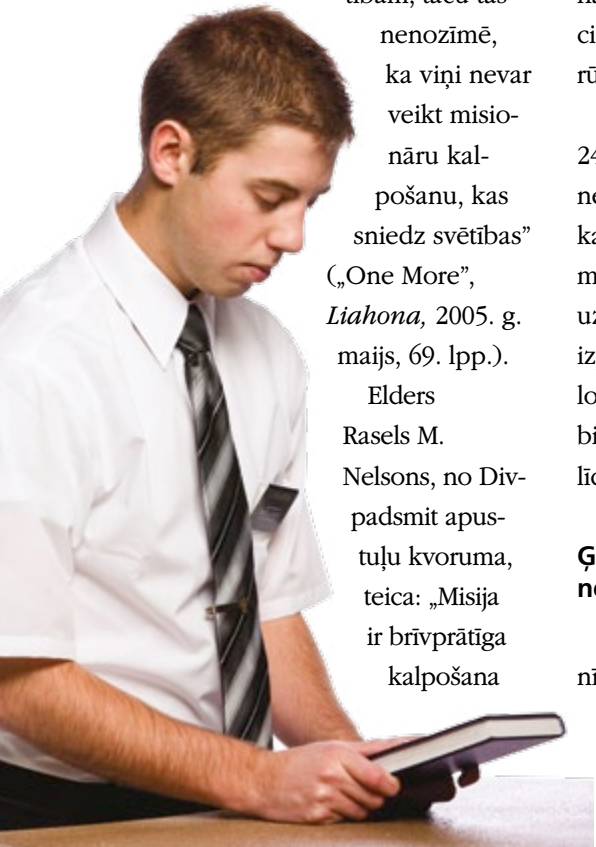 nenozīmē,
ka viņi nevar
veikt misio-
nāru kal-
pošanu, kas
sniedz svētības”
(„One More”,
Liahona, 2005. g.
maijs, 69. lpp.).
Elders
Rasels M.
Nelsons, no Div-
padsmit apus-
tuļu kvoruma,
teica: „Misija
ir brīvprātīga
kalpošana